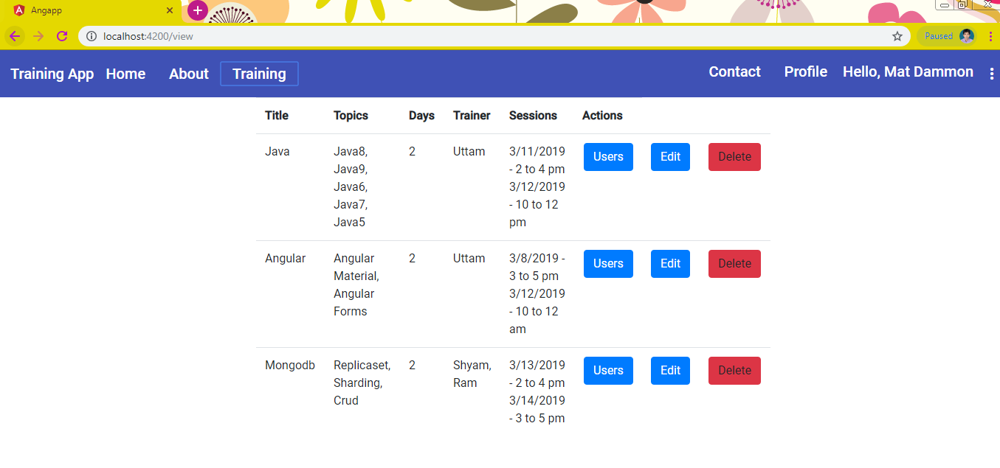 Angapp
localhost:4200/view
Paused
Training App Home About Training Contact Profile Hello, Mat Dammon
Title Topics Days Trainer Sessions Actions
Java Java8, 2 Uttam 3/11/2019 Users Edit Delete
Java9, - 2 to 4 pm
Java6, 3/12/2019
Java7, - 10 to 12
Java5 pm
Angular Angular 2 Uttam 3/8/2019 - Users Edit Delete
Material, 3 to 5 pm
Angular 3/12/2019
Forms - 10 to 12
am
Mongodb Replicaset, 2 Shyam, 3/13/2019 Users Edit Delete
Sharding, Ram - 2 to 4 pm
Crud 3/14/2019
- 3 to 5 pm